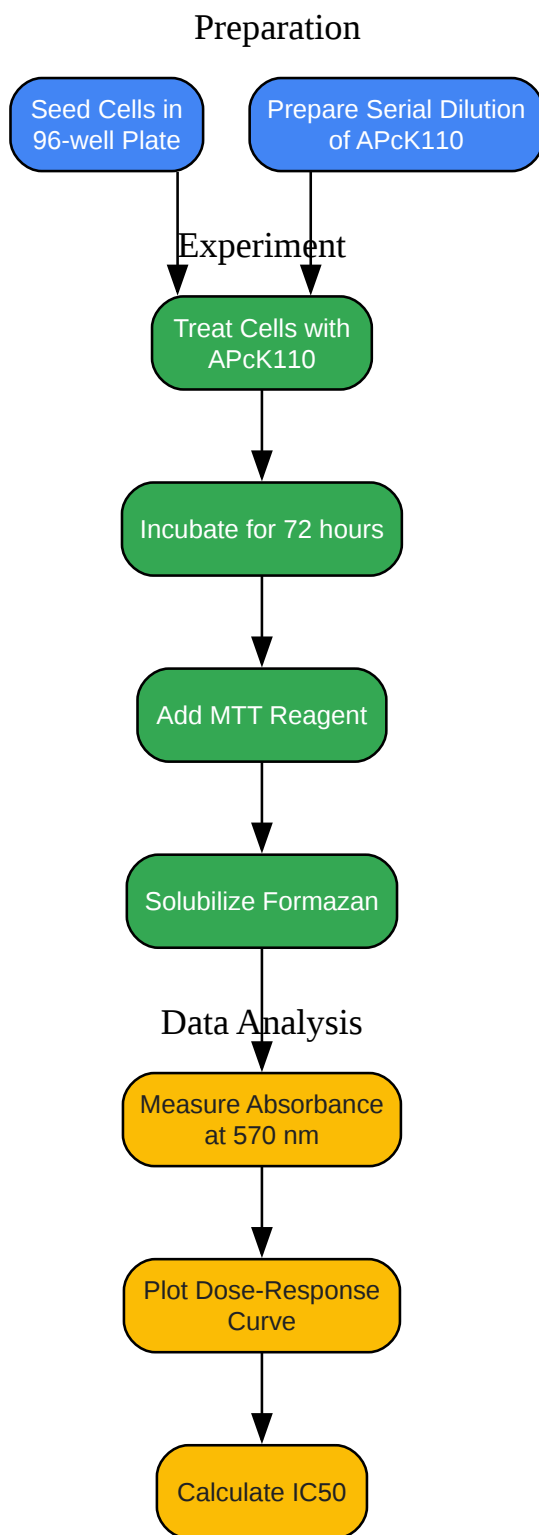 Preparation
Seed Cells in
96-well Plate
Prepare Serial Dilution
of APcK110
Experiment
Treat Cells with
APcK110
Incubate for 72 hours
Add MTT Reagent
Solubilize Formazan
Data Analysis
Measure Absorbance
at 570 nm
Plot Dose-Response
Curve
Calculate IC50